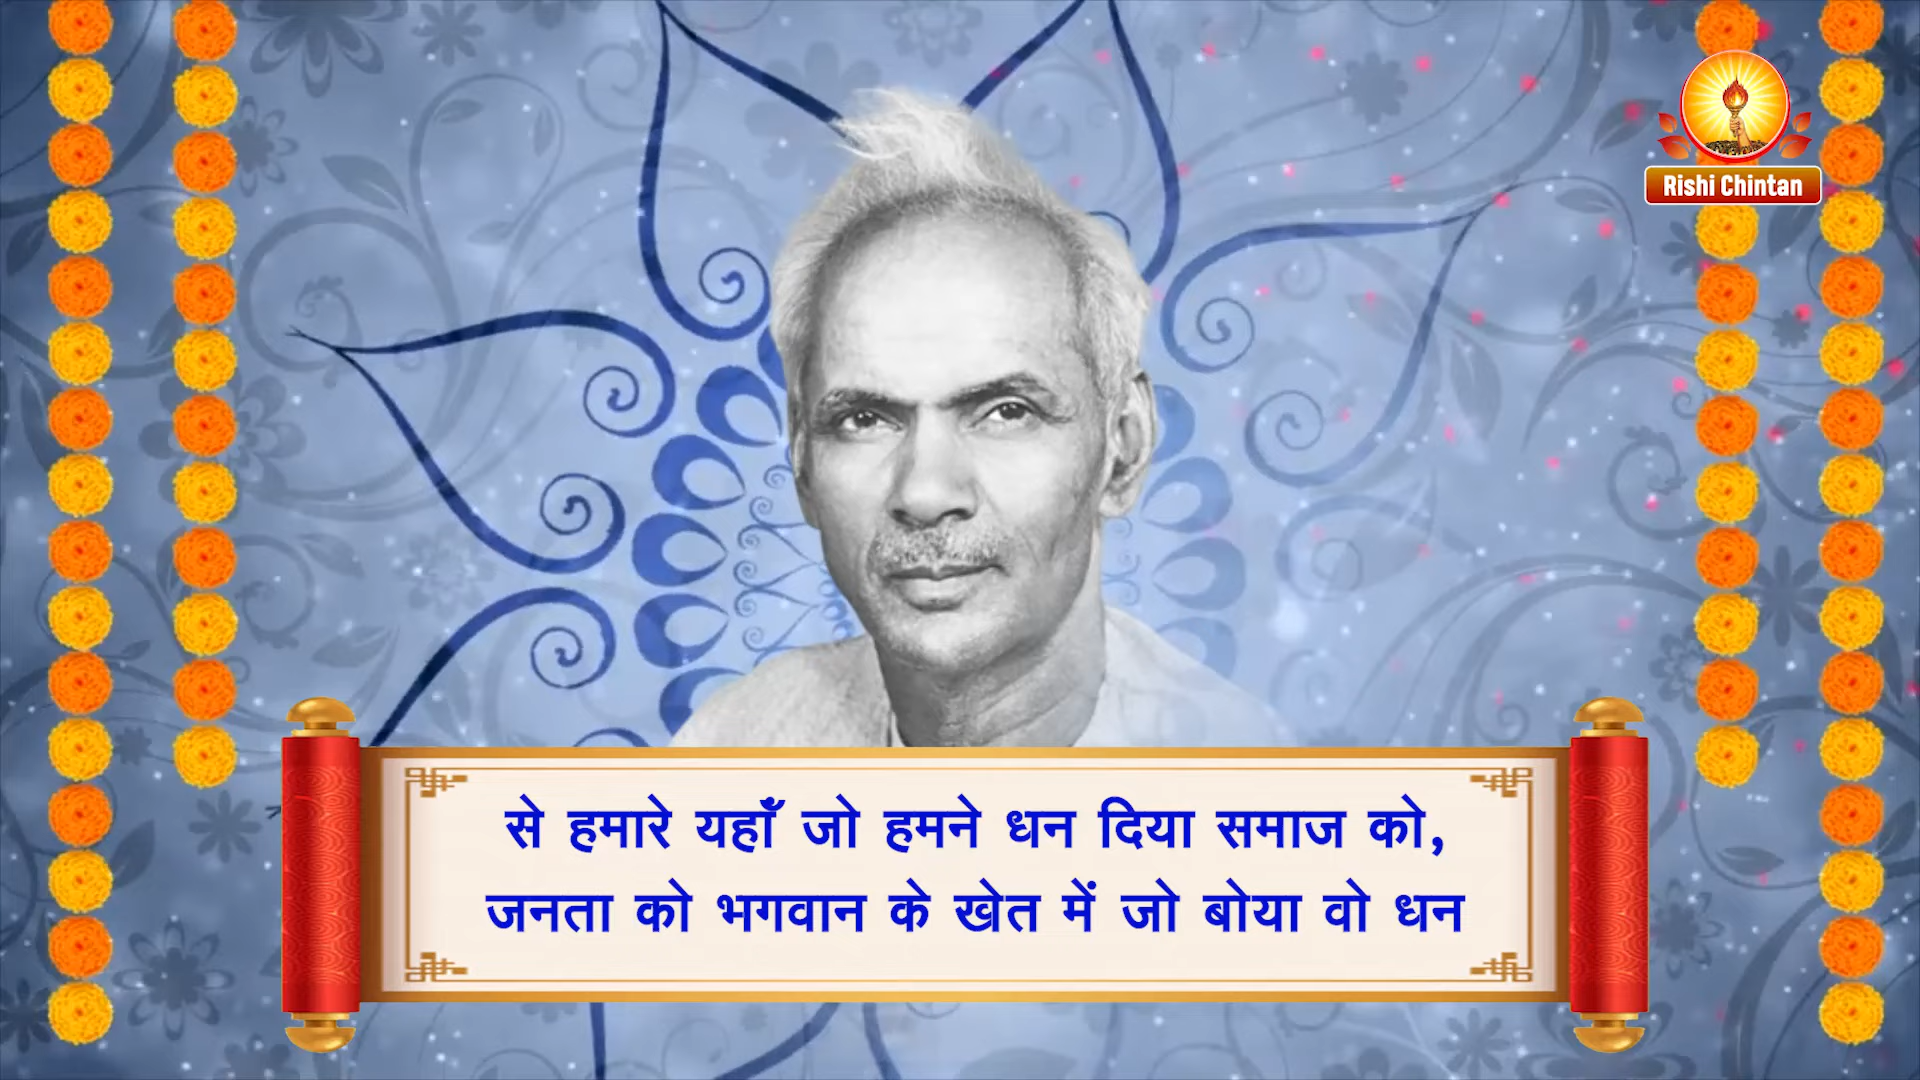 Rishi Chintan
से हमारे यहाँ जो हमने धन दिया समाज को,
जनता को भगवान के खेत में जो बोया वो धन